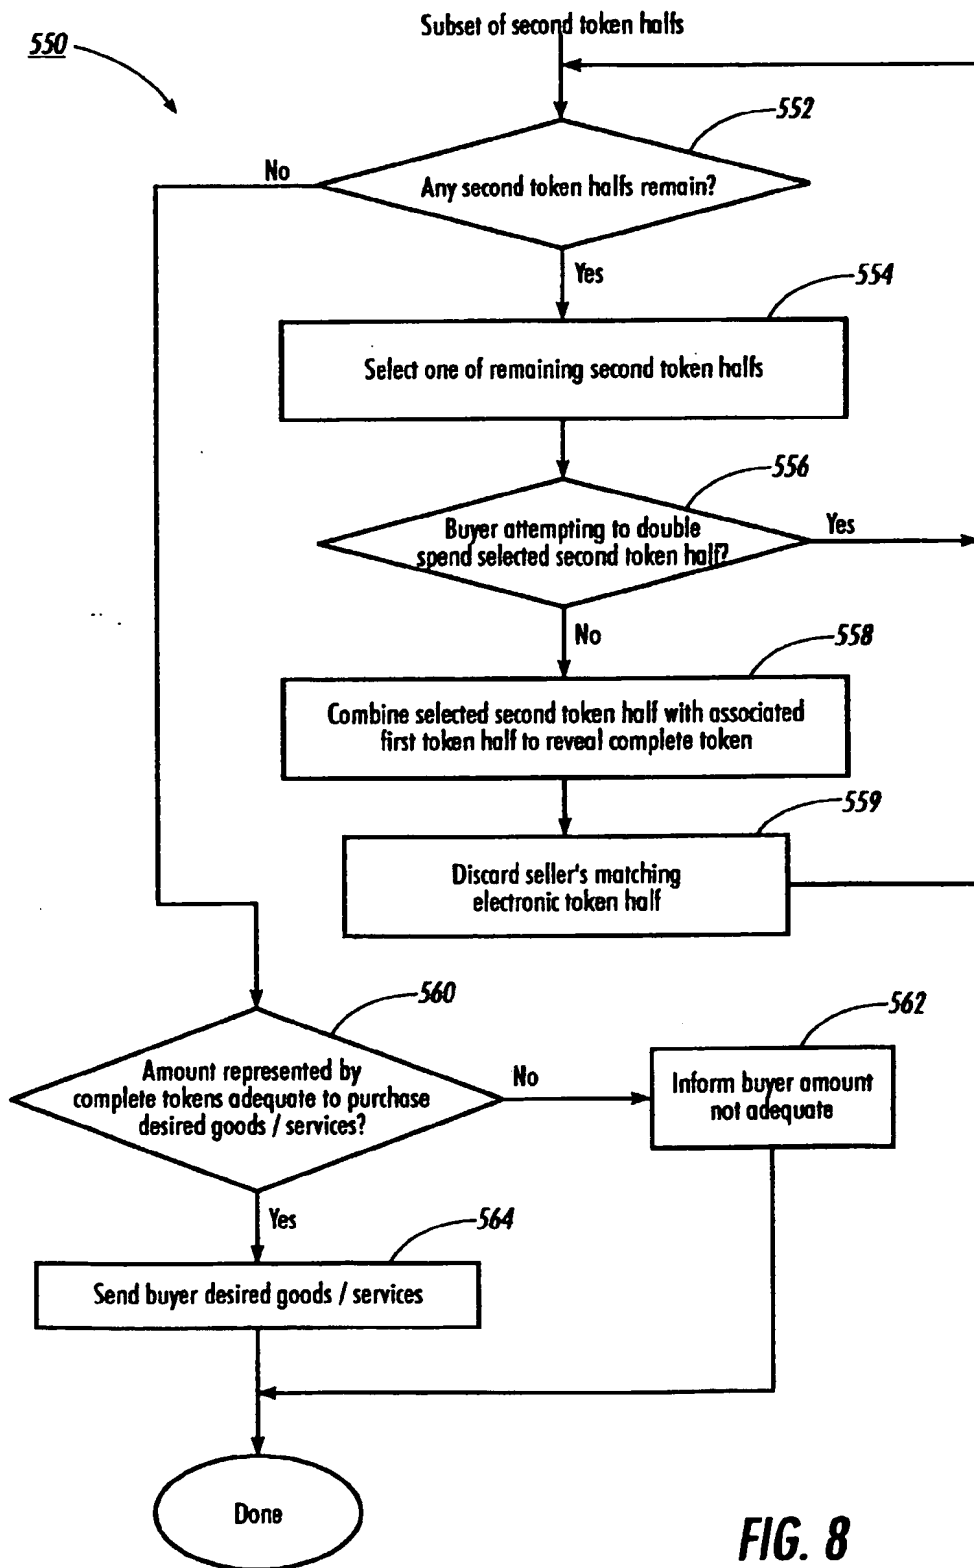 Subset of second token halfs
550
552
No
Any second token halfs remain?
Yes
554
Select one of remaining second token halfs
556
Buyer attempting to double
spend selected second token half?
Yes
No
558
Combine selected second token half with associated
first token half to reveal complete token
559
Discard seller's matching
electronic token half
560
562
Amount represented by
complete tokens adequate to purchase
desired goods / services?
No
Inform buyer amount
not adequate
Yes
564
Send buyer desired goods / services
Done
FIG. 8